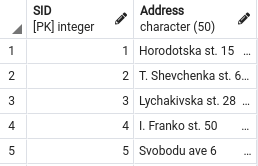 SID
[PK] integer
Address
character (50)
1 1 Horodotska st. 15 ...
2 2 T. Shevchenka st. 6...
3 3 Lychakivska st. 28 ...
4 4 I. Franko st. 50 ...
5 5 Svobodu ave 6 ...